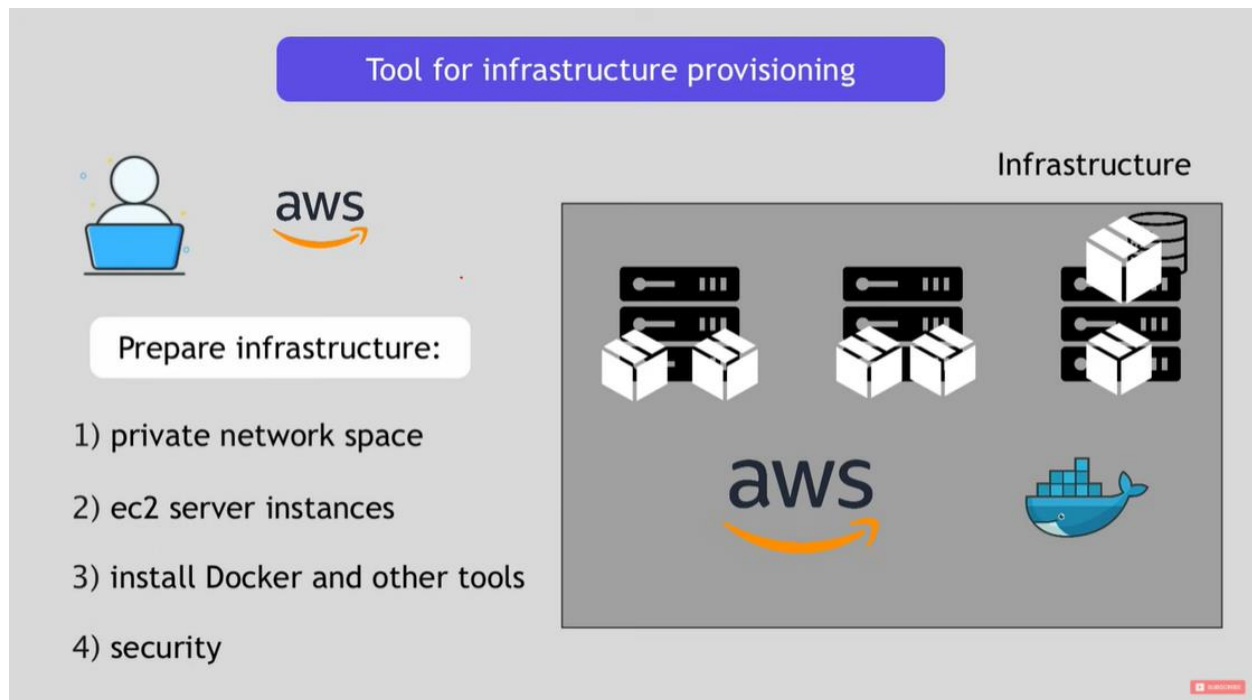 Tool for infrastructure provisioning
aws
Infrastructure
Prepare infrastructure:
1) private network space
2) ec2 server instances
3) install Docker and other tools
4) security
aws
SUBSCRIBE